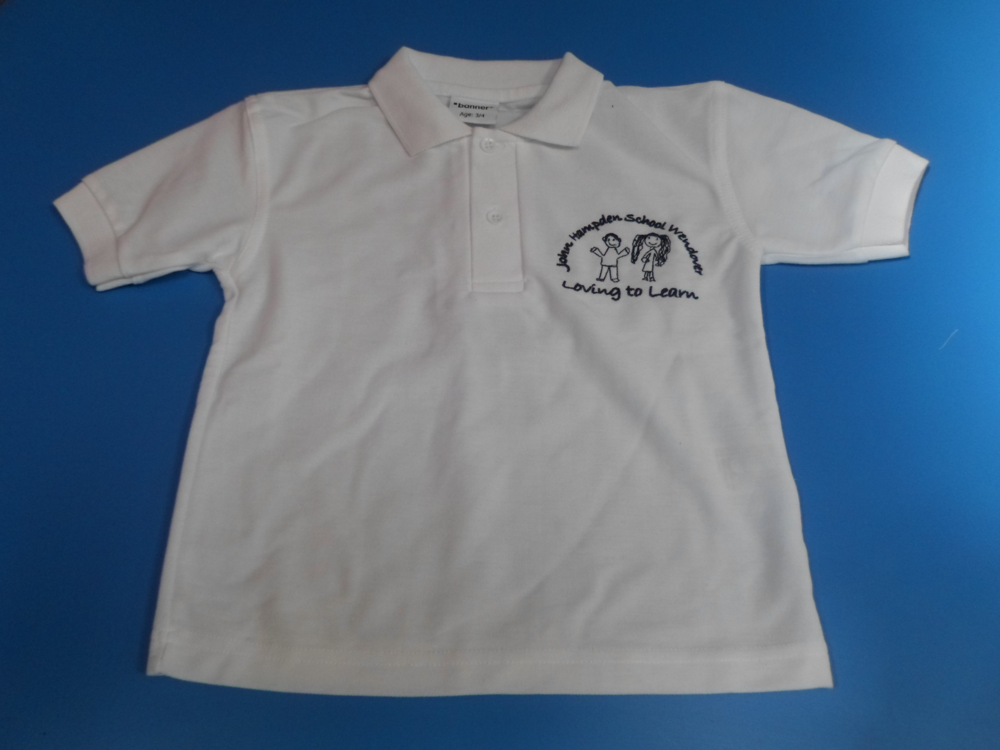 "banner"
Age: 3/4
John Hampden School Wendover
Loving to Learn